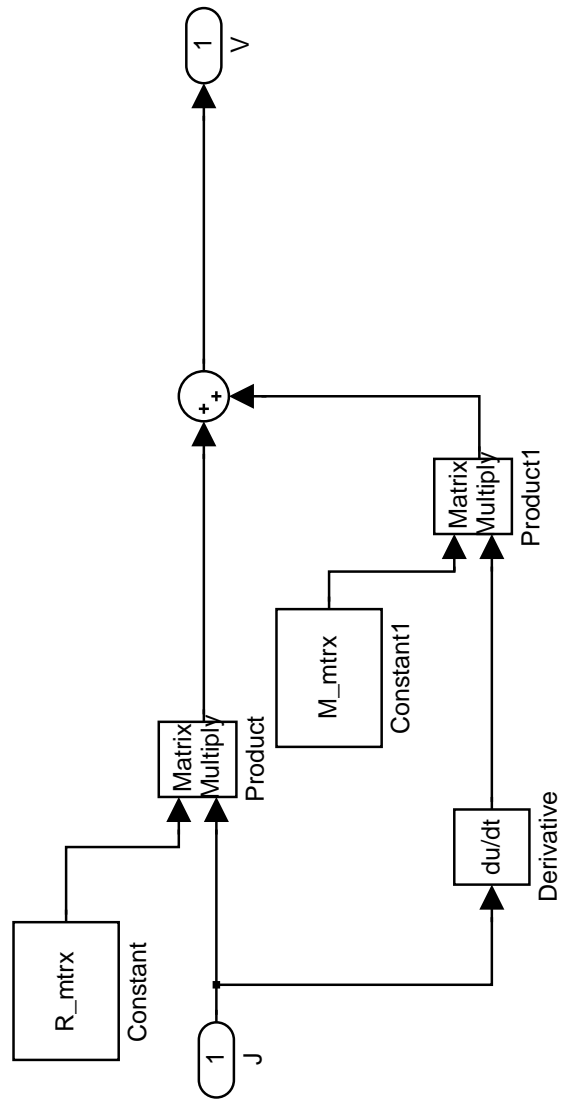 R_mtrx
Constant
1
J
Matrix
Multiply
Product
du/dt
Derivative
M_mtrx
Constant1
Matrix
Multiply
Product1
+
+
1
V